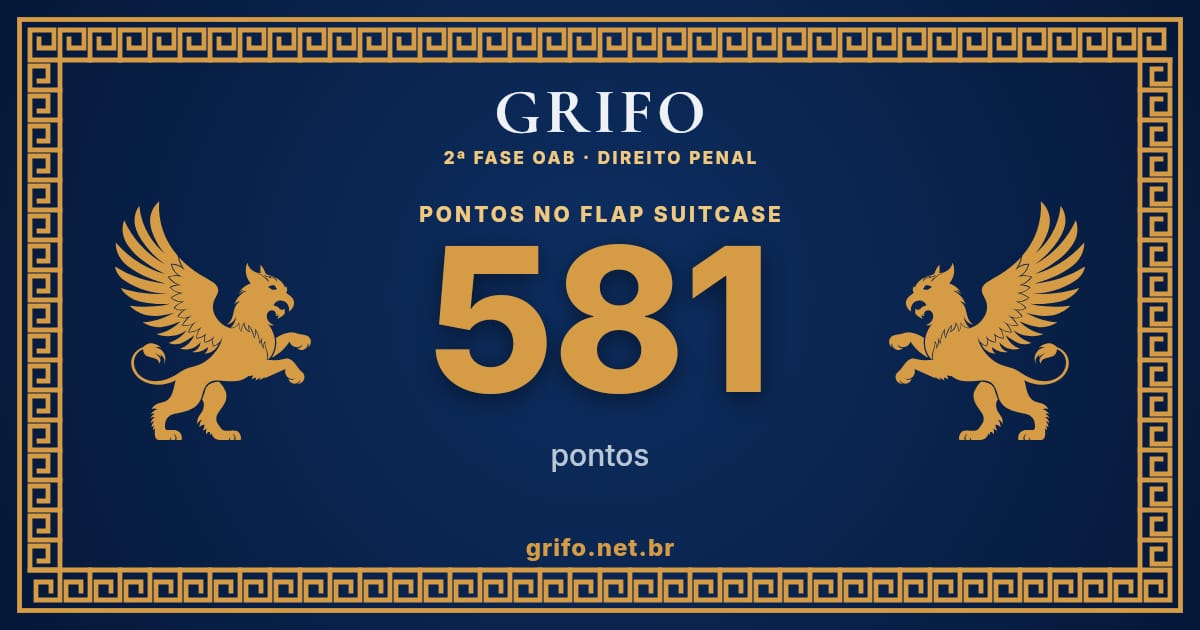 GRIFO
2ª FASE OAB · DIREITO PENAL
PONTOS NO FLAP SUITCASE
581
pontos
grifo.net.br